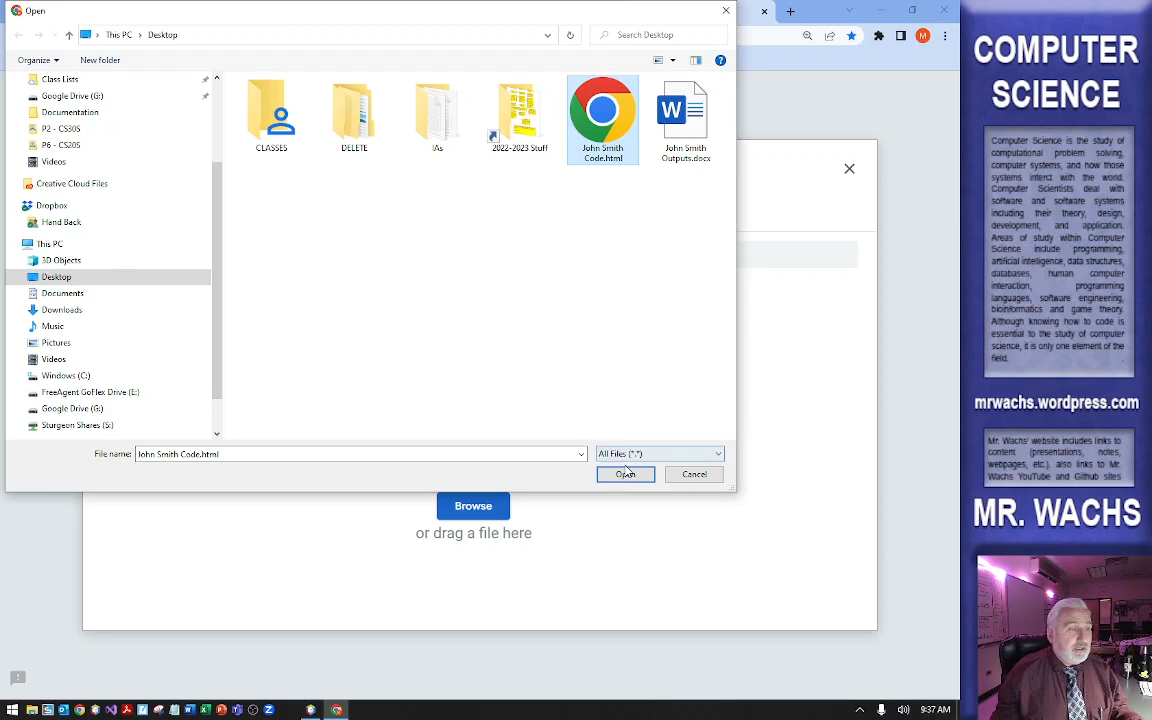 Open
This PC
Desktop
Search Desktop
Organize
New folder
Class Lists
Google Drive (G:)
Documentation
P2 - CS30S
P6 - CS20S
Videos
Creative Cloud Files
Dropbox
Hand Back
This PC
3D Objects
Desktop
Documents
Downloads
Music
Pictures
Videos
Windows (C:)
FreeAgent GoFlex Drive (E:)
Google Drive (G:)
Sturgeon Shares (S:)
CLASSES
DELETE
IAs
2022-2023 Stuff
John Smith
Code.html
John Smith
Outputs.docx
File name:
John Smith Code.html
All Files (*.*)
Open
Cancel
Browse
or drag a file here
M
9:37 AM
COMPUTER
SCIENCE
Computer Science is the study of
computational problem solving,
computer systems, and how those
systems interct with the world.
Computer Scientists deal with
software and software systems
including their theory, design,
development, and application.
Areas of study within Computer
Science include programming,
artificial intelligence, data structures,
databases, human computer
interaction, programming
languages, software engineering,
bioinformatics and game theory.
Although knowing how to code is
essential to the study of computer
science, it is only one element of the
field.
mrwachs.wordpress.com
Mr. Wachs' website includes links to
content (presentations, notes,
webpages, etc.). also links to Mr.
Wachs YouTube and Github sites
MR. WACHS